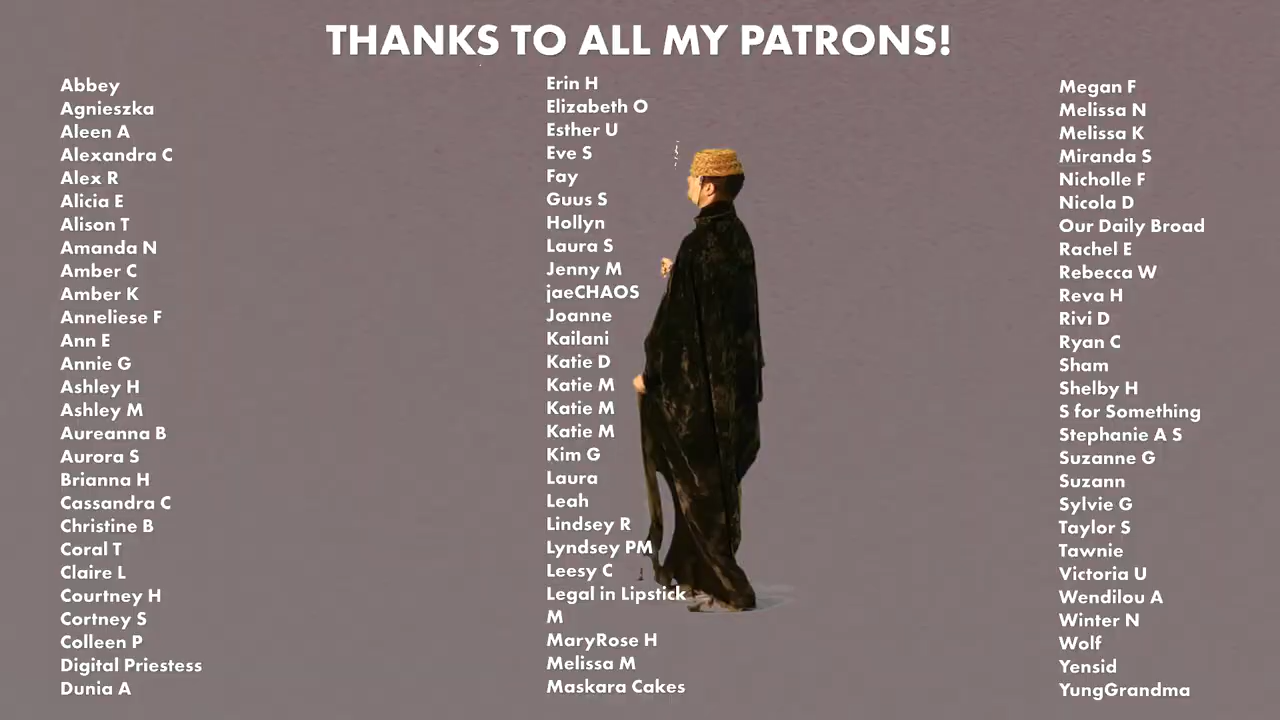 THANKS TO ALL MY PATRONS!
Abbey
Agnieszka
Aleen A
Alexandra C
Alex R
Alicia E
Alison T
Amanda N
Amber C
Amber K
Anneliese F
Ann E
Annie G
Ashley H
Ashley M
Aureanna B
Aurora S
Brianna H
Cassandra C
Christine B
Coral T
Claire L
Courtney H
Cortney S
Colleen P
Digital Priestess
Dunia A
Erin H
Elizabeth O
Esther U
Eve S
Fay
Guus S
Hollyn
Laura S
Jenny M
jaeCHAOS
Joanne
Kailani
Katie D
Katie M
Katie M
Katie M
Kim G
Laura
Leah
Lindsey R
Lyndsey PM
Leesy C
Legal in Lipstick
M
MaryRose H
Melissa M
Maskara Cakes
Megan F
Melissa N
Melissa K
Miranda S
Nicholle F
Nicola D
Our Daily Broad
Rachel E
Rebecca W
Reva H
Rivi D
Ryan C
Sham
Shelby H
S for Something
Stephanie A S
Suzanne G
Suzann
Sylvie G
Taylor S
Tawnie
Victoria U
Wendilou A
Winter N
Wolf
Yensid
YungGrandma